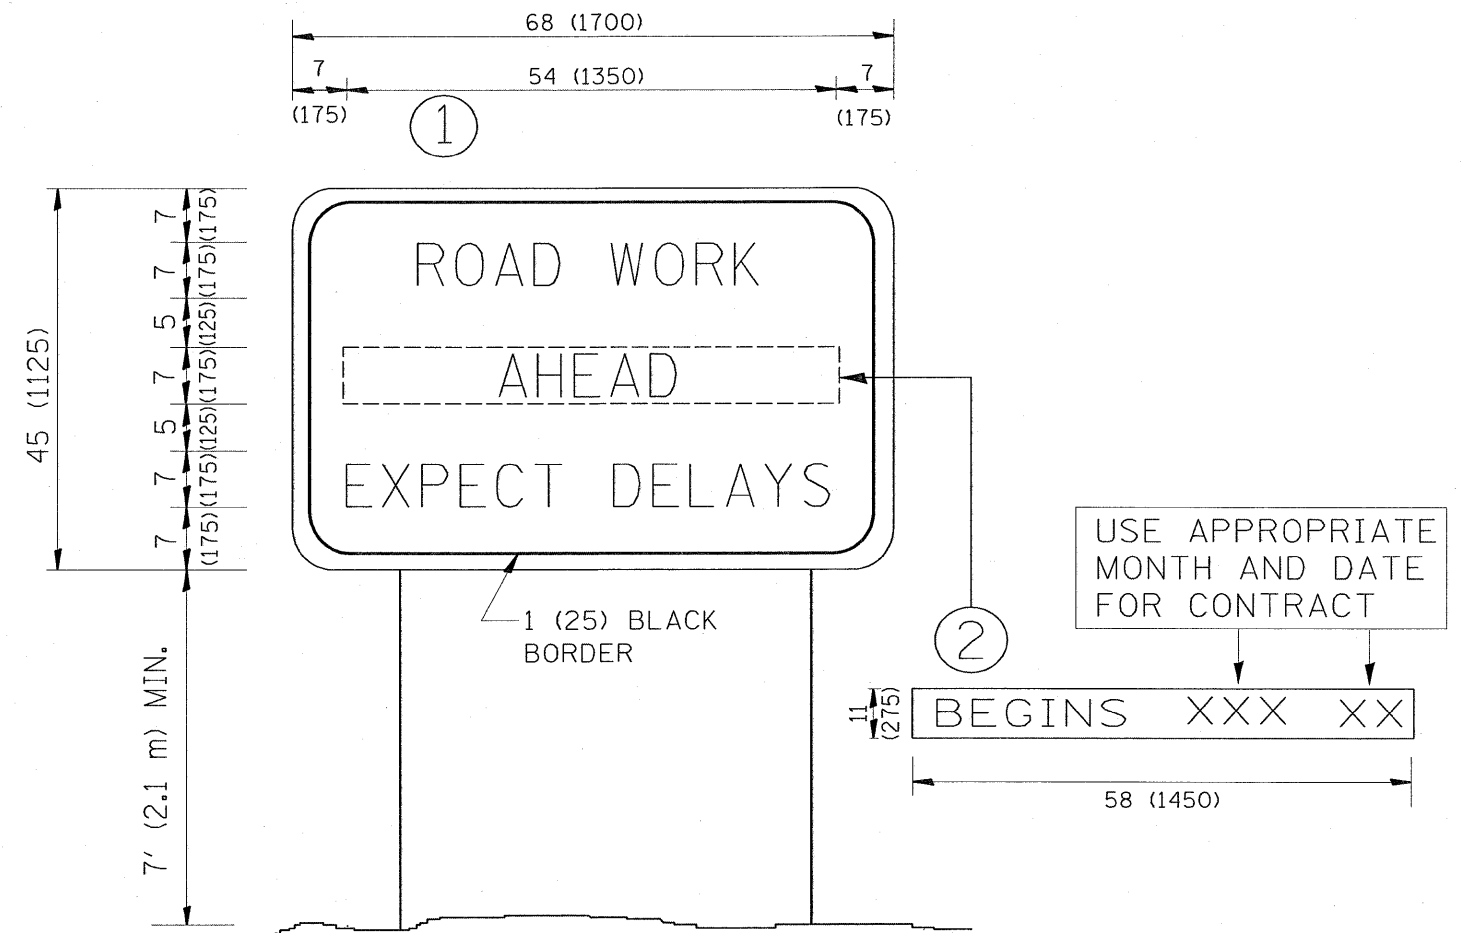 68 (1700)
7
54 (1350)
7
(175)
(175)
1
7
(175)
7
(175)
5
(125)
7
(175)
5
(125)
7
(175)
7
(175)
45 (1125)
ROAD WORK
AHEAD
EXPECT DELAYS
1 (25) BLACK
BORDER
7' (2.1 m) MIN.
USE APPROPRIATE
MONTH AND DATE
FOR CONTRACT
2
11
(275)
BEGINS XXX XX
58 (1450)